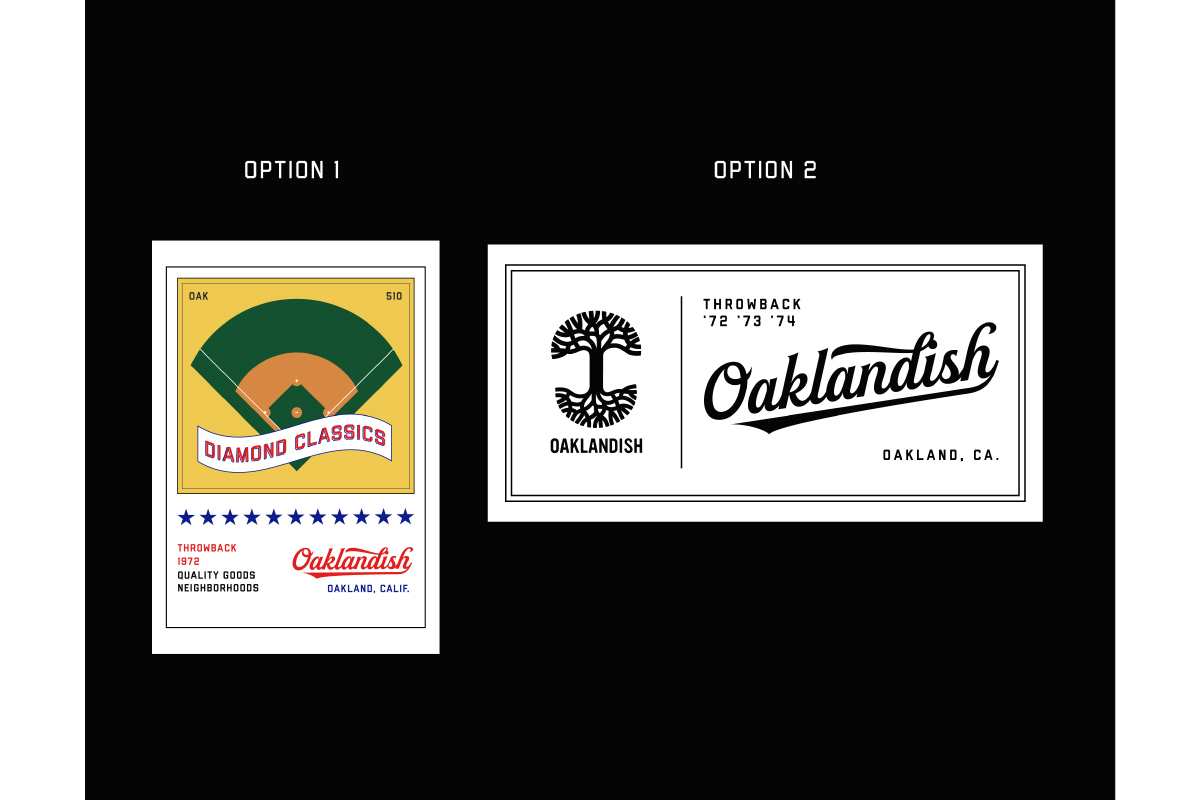 OPTION 1
OAK
510
DIAMOND CLASSICS
THROWBACK
1972
QUALITY GOODS
NEIGHBORHOODS
Oaklandish
OAKLAND, CALIF.
OPTION 2
OAKLANDISH
THROWBACK
'72 '73 '74
Oaklandish
OAKLAND, CA.